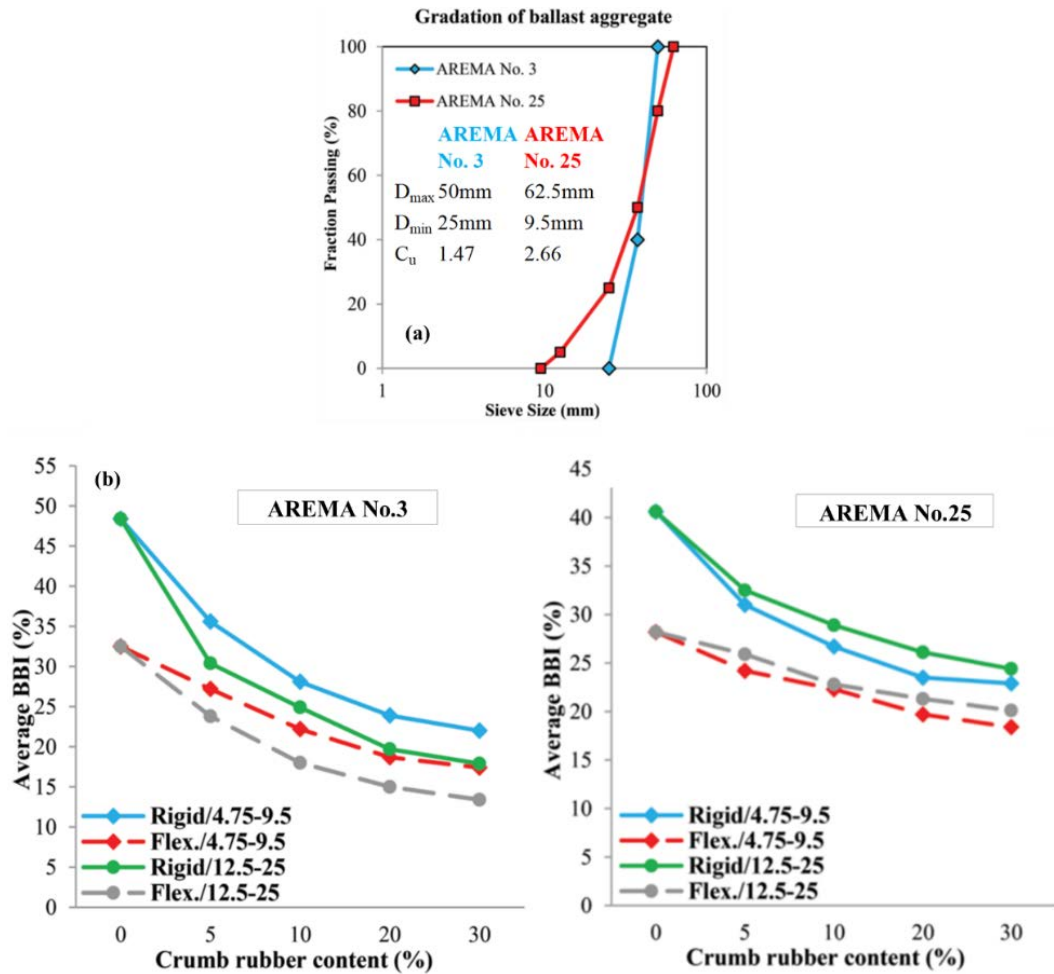 Gradation of ballast aggregate
100
80
60
40
20
0
Fraction Passing (%)
AREMA No. 3
AREMA No. 25
AREMA AREMA
No. 3 No. 25
Dmax 50mm 62.5mm
Dmin 25mm 9.5mm
Cu 1.47 2.66
(a)
1 10 100
Sieve Size (mm)
(b)
AREMA No.3
55
50
45
40
35
30
25
20
15
10
5
0
Average BBI (%)
Rigid/4.75-9.5
Flex./4.75-9.5
Rigid/12.5-25
Flex./12.5-25
0 5 10 20 30
Crumb rubber content (%)
AREMA No.25
45
40
35
30
25
20
15
10
5
0
Average BBI (%)
Rigid/4.75-9.5
Flex./4.75-9.5
Rigid/12.5-25
Flex./12.5-25
0 5 10 20 30
Crumb rubber content (%)